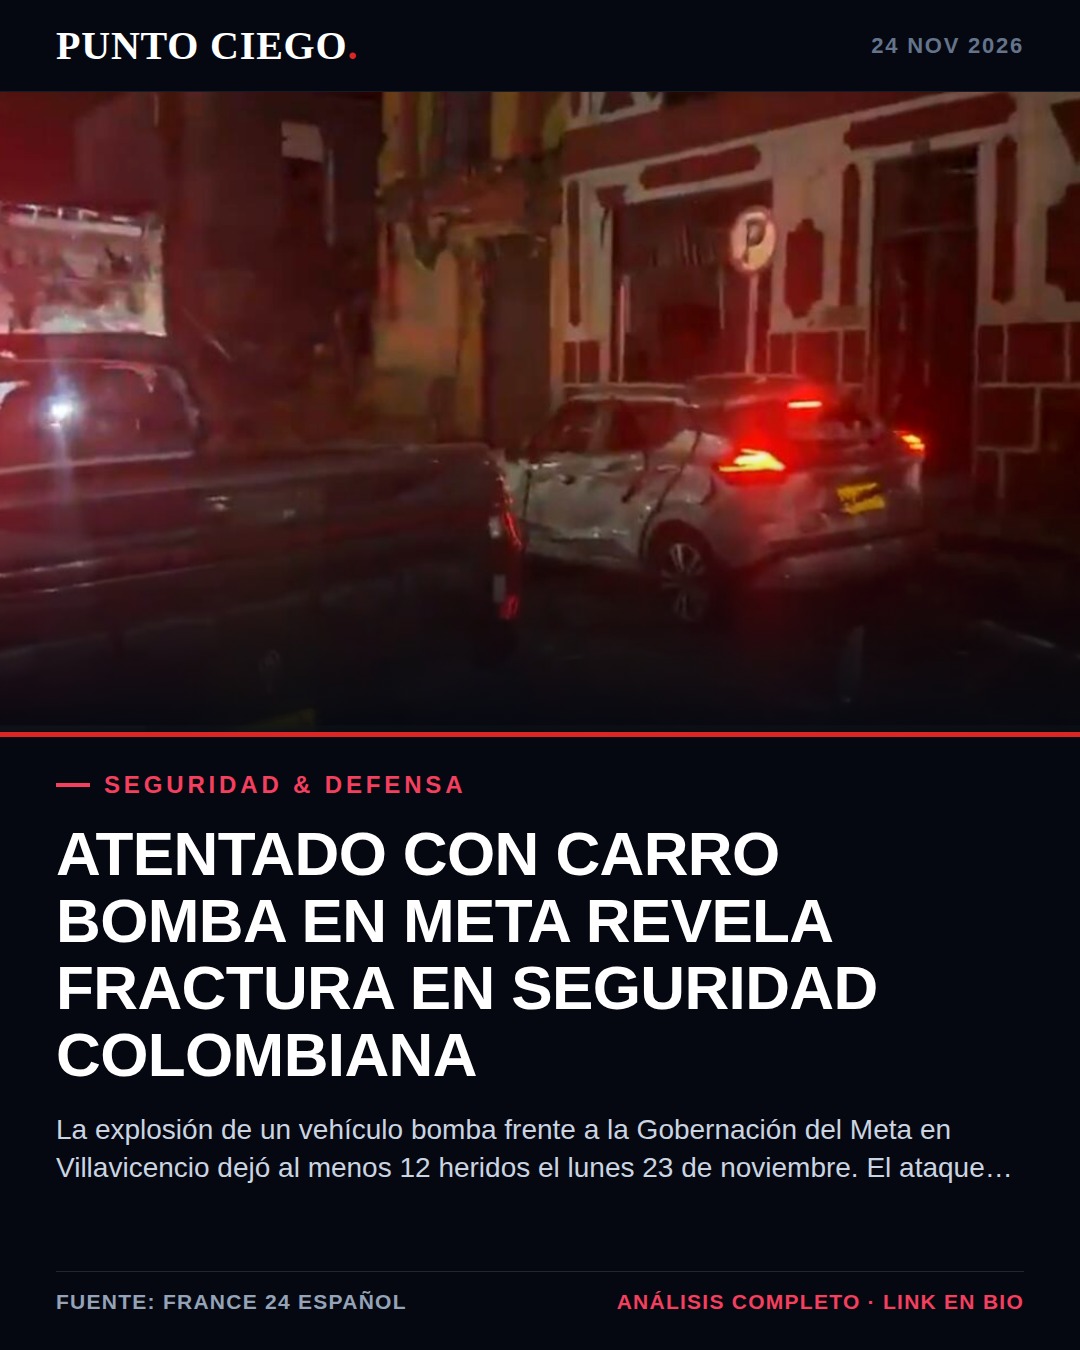 PUNTO CIEGO.
24 NOV 2026
P
SEGURIDAD & DEFENSA
ATENTADO CON CARRO
BOMBA EN META REVELA
FRACTURA EN SEGURIDAD
COLOMBIANA
La explosión de un vehículo bomba frente a la Gobernación del Meta en
Villavicencio dejó al menos 12 heridos el lunes 23 de noviembre. El ataque…
FUENTE: FRANCE 24 ESPAÑOL
ANÁLISIS COMPLETO · LINK EN BIO